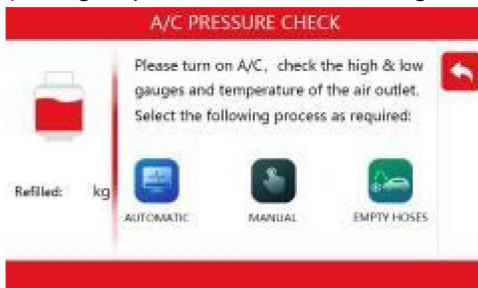 A/C PRESSURE CHECK
Please turn on A/C, check the high & low
gauges and temperature of the air outlet.
Select the following process as required:
Refilled: kg
AUTOMATIC
MANUAL
EMPTY HOSES